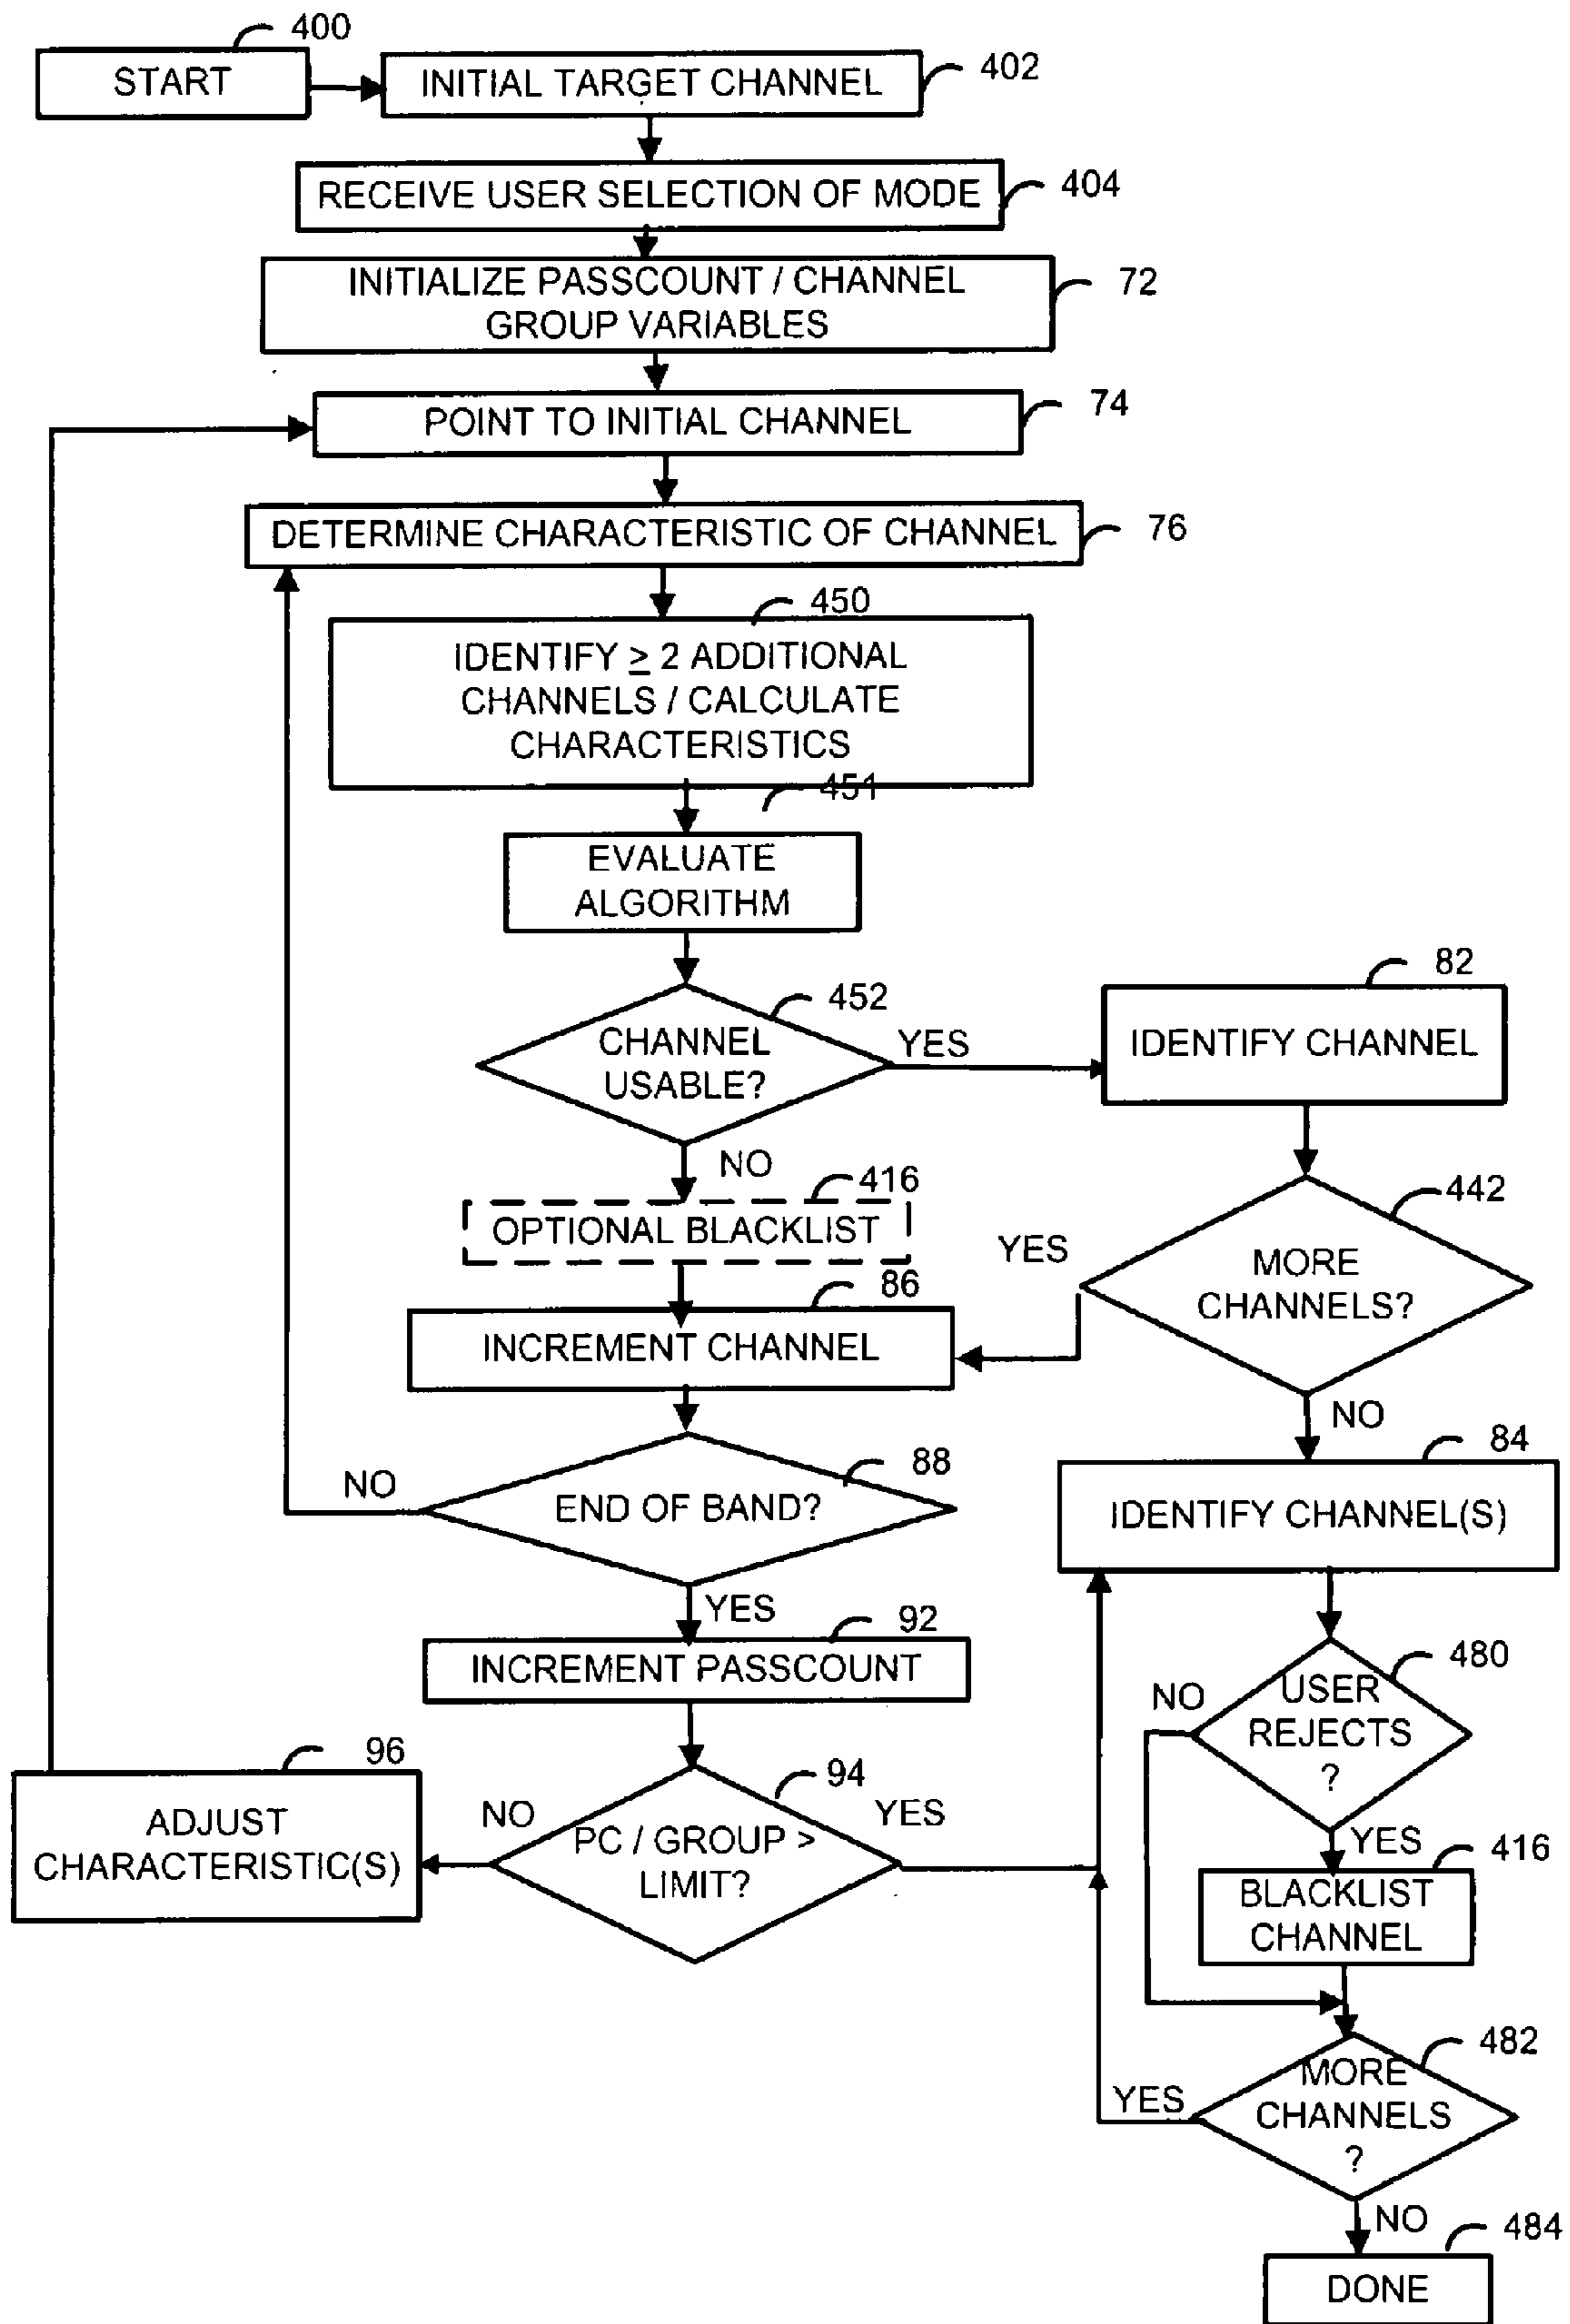 400
START
INITIAL TARGET CHANNEL
402
RECEIVE USER SELECTION OF MODE
404
INITIALIZE PASSCOUNT / CHANNEL
GROUP VARIABLES
72
POINT TO INITIAL CHANNEL
74
DETERMINE CHARACTERISTIC OF CHANNEL
76
450
IDENTIFY ≥ 2 ADDITIONAL
CHANNELS / CALCULATE
CHARACTERISTICS
451
EVALUATE
ALGORITHM
452
CHANNEL
USABLE?
YES
82
IDENTIFY CHANNEL
NO
416
OPTIONAL BLACKLIST
442
MORE
CHANNELS?
YES
86
INCREMENT CHANNEL
NO
88
END OF BAND?
NO
84
IDENTIFY CHANNEL(S)
YES
92
INCREMENT PASSCOUNT
480
USER
REJECTS
?
NO
96
ADJUST
CHARACTERISTIC(S)
NO
94
PC / GROUP >
LIMIT?
YES
YES
416
BLACKLIST
CHANNEL
482
MORE
CHANNELS
?
YES
NO
484
DONE